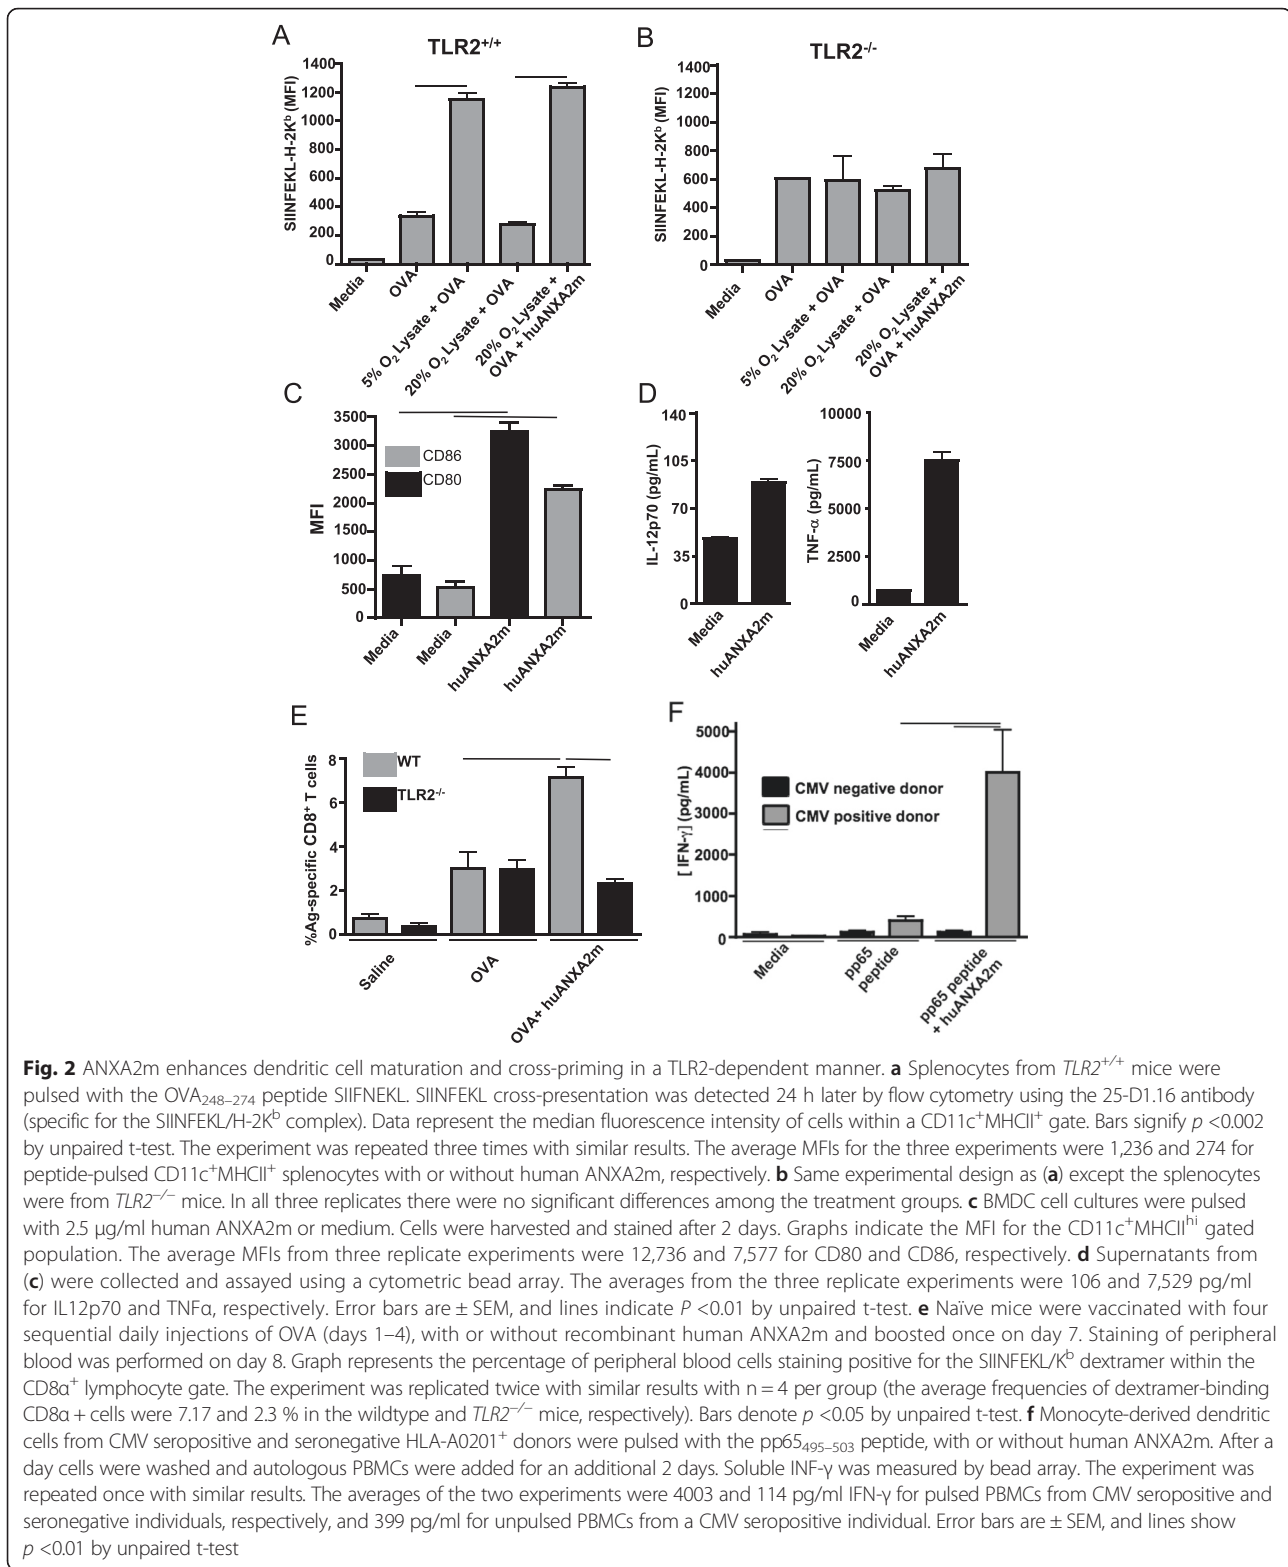 A
TLR2+/+
SIINFEKL-H-2Kb (MFI)
1400
1200
1000
800
600
400
200
0
Media
OVA
5% O2 Lysate + OVA
20% O2 Lysate + OVA
20% O2 Lysate +
OVA + huANXA2m
B
TLR2-/-
SIINFEKL-H-2Kb (MFI)
1400
1200
1000
800
600
400
200
0
Media
OVA
5% O2 Lysate + OVA
20% O2 Lysate + OVA
20% O2 Lysate +
OVA + huANXA2m
C
MFI
3500
3000
2500
2000
1500
1000
500
0
CD86
CD80
Media
Media
huANXA2m
huANXA2m
D
IL-12p70 (pg/mL)
140
105
70
35
0
Media
huANXA2m
TNF-α (pg/mL)
10000
7500
5000
2500
0
Media
huANXA2m
E
%Ag-specific CD8+ T cells
8
6
4
2
0
WT
TLR2-/-
Saline
OVA
OVA+ huANXA2m
F
[ IFN-γ] (pg/mL)
5000
4000
3000
2000
1000
0
CMV negative donor
CMV positive donor
Media
pp65
peptide
pp65 peptide
+ huANXA2m
Fig. 2 ANXA2m enhances dendritic cell maturation and cross-priming in a TLR2-dependent manner. a Splenocytes from TLR2+/+ mice were
pulsed with the OVA248–274 peptide SIIFNEKL. SIINFEKL cross-presentation was detected 24 h later by flow cytometry using the 25-D1.16 antibody
(specific for the SIINFEKL/H-2Kb complex). Data represent the median fluorescence intensity of cells within a CD11c+MHCII+ gate. Bars signify p <0.002
by unpaired t-test. The experiment was repeated three times with similar results. The average MFIs for the three experiments were 1,236 and 274 for
peptide-pulsed CD11c+MHCII+ splenocytes with or without human ANXA2m, respectively. b Same experimental design as (a) except the splenocytes
were from TLR2−/− mice. In all three replicates there were no significant differences among the treatment groups. c BMDC cell cultures were pulsed
with 2.5 μg/ml human ANXA2m or medium. Cells were harvested and stained after 2 days. Graphs indicate the MFI for the CD11c+MHCIIhi gated
population. The average MFIs from three replicate experiments were 12,736 and 7,577 for CD80 and CD86, respectively. d Supernatants from
(c) were collected and assayed using a cytometric bead array. The averages from the three replicate experiments were 106 and 7,529 pg/ml
for IL12p70 and TNFα, respectively. Error bars are ± SEM, and lines indicate P <0.01 by unpaired t-test. e Naïve mice were vaccinated with four
sequential daily injections of OVA (days 1–4), with or without recombinant human ANXA2m and boosted once on day 7. Staining of peripheral
blood was performed on day 8. Graph represents the percentage of peripheral blood cells staining positive for the SIINFEKL/Kb dextramer within the
CD8α+ lymphocyte gate. The experiment was replicated twice with similar results with n = 4 per group (the average frequencies of dextramer-binding
CD8α + cells were 7.17 and 2.3 % in the wildtype and TLR2−/− mice, respectively). Bars denote p <0.05 by unpaired t-test. f Monocyte-derived dendritic
cells from CMV seropositive and seronegative HLA-A0201+ donors were pulsed with the pp65495–503 peptide, with or without human ANXA2m. After a
day cells were washed and autologous PBMCs were added for an additional 2 days. Soluble INF-γ was measured by bead array. The experiment was
repeated once with similar results. The averages of the two experiments were 4003 and 114 pg/ml IFN-γ for pulsed PBMCs from CMV seropositive and
seronegative individuals, respectively, and 399 pg/ml for unpulsed PBMCs from a CMV seropositive individual. Error bars are ± SEM, and lines show
p <0.01 by unpaired t-test